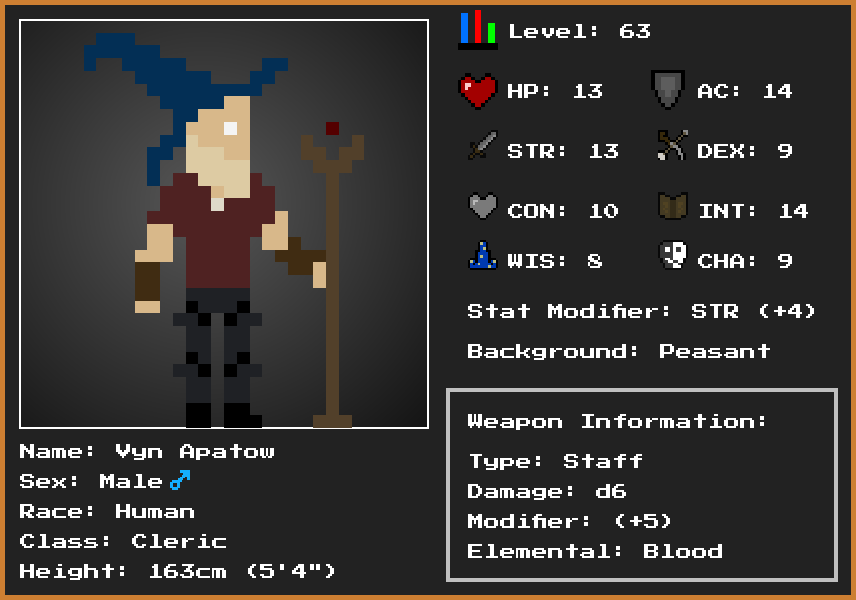 Level: 63
HP: 13 AC: 14
STR: 13 DEX: 9
CON: 10 INT: 14
WIS: 8 CHA: 9
Stat Modifier: STR (+4)
Background: Peasant
Weapon Information:
Type: Staff
Damage: d6
Modifier: (+5)
Elemental: Blood
Name: Vyn Apatow
Sex: Male ♂
Race: Human
Class: Cleric
Height: 163cm (5'4")